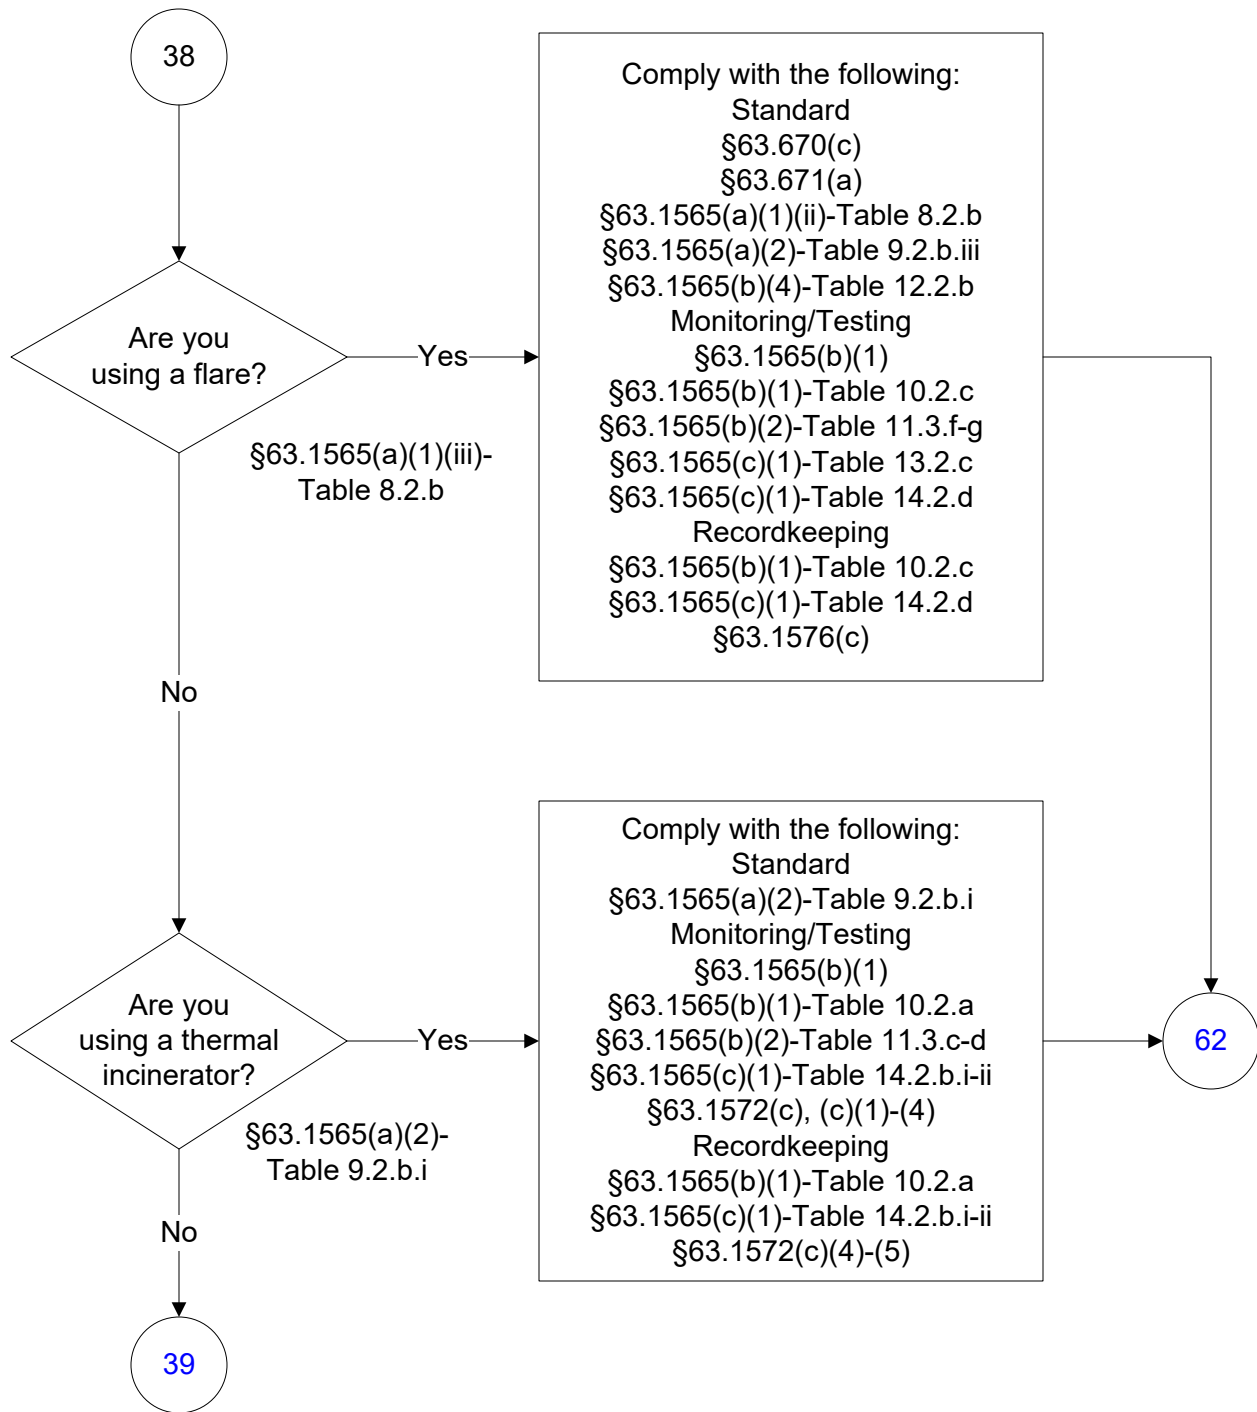 38
Comply with the following:
Standard
§63.670(c)
§63.671(a)
§63.1565(a)(1)(ii)-Table 8.2.b
§63.1565(a)(2)-Table 9.2.b.iii
§63.1565(b)(4)-Table 12.2.b
Monitoring/Testing
§63.1565(b)(1)
§63.1565(b)(1)-Table 10.2.c
§63.1565(b)(2)-Table 11.3.f-g
§63.1565(c)(1)-Table 13.2.c
§63.1565(c)(1)-Table 14.2.d
Recordkeeping
§63.1565(b)(1)-Table 10.2.c
§63.1565(c)(1)-Table 14.2.d
§63.1576(c)
Are you
using a flare?
Yes
§63.1565(a)(1)(iii)-
Table 8.2.b
No
Comply with the following:
Standard
§63.1565(a)(2)-Table 9.2.b.i
Monitoring/Testing
§63.1565(b)(1)
§63.1565(b)(1)-Table 10.2.a
§63.1565(b)(2)-Table 11.3.c-d
§63.1565(c)(1)-Table 14.2.b.i-ii
§63.1572(c), (c)(1)-(4)
Recordkeeping
§63.1565(b)(1)-Table 10.2.a
§63.1565(c)(1)-Table 14.2.b.i-ii
§63.1572(c)(4)-(5)
Are you
using a thermal
incinerator?
Yes
62
§63.1565(a)(2)-
Table 9.2.b.i
No
39